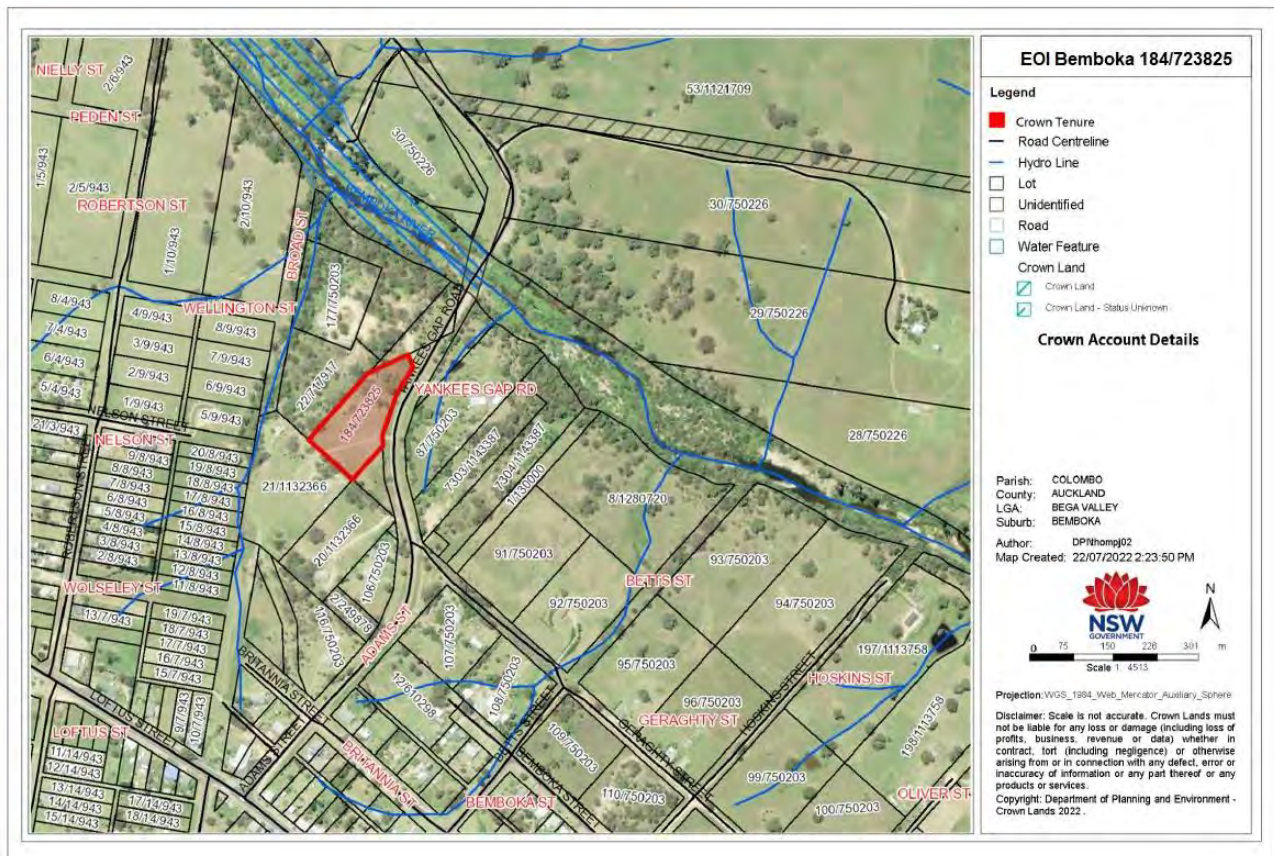 EOI Bemboka 184/723825
Legend
Crown Tenure
Road Centreline
Hydro Line
Lot
Unidentified
Road
Water Feature
Crown Land
Crown Land
Crown Land - Status Unknown
Crown Account Details
Parish: COLOMBO
County: AUCKLAND
LGA: BEGA VALLEY
Suburb: BEMBOKA
Author:
Map Created: 22/07/2022 2:23:50 PM
NSW
GOVERNMENT
N
0 75 150 226 301 m
Scale 1: 4513
Projection: WGS_1984_Web_Mercator_Auxiliary_Sphere
Disclaimer: Scale is not accurate. Crown Lands must
not be liable for any loss or damage (including loss of
profits, business, revenue or data) whether in
contract, tort (including negligence) or otherwise
arising from or in connection with any defect, error or
inaccuracy of information or any part thereof or any
products or services.
Copyright: Department of Planning and Environment -
Crown Lands 2022 .
NIELLY ST
2/6/943
PEDEN ST
1/5/943
2/5/943
ROBERTSON ST
1/10/943
2/10/943
BROAD ST
WELLINGTON ST
30/750226
53/1121709
30/750226
29/750226
28/750226
177/750203
22/717917
184/723825
YANKEES GAP ROAD
YANKEES GAP RD
87/750203
7303/1143387
7304/1143387
1/130000
8/1280720
8/4/943
7/4/943
6/4/943
5/4/943
4/9/943
3/9/943
2/9/943
1/9/943
8/9/943
7/9/943
6/9/943
5/9/943
NELSON STREET
21/3/943
NELSON ST
9/8/943
8/8/943
7/8/943
6/8/943
5/8/943
4/8/943
3/8/943
2/8/943
20/8/943
19/8/943
18/8/943
17/8/943
16/8/943
15/8/943
14/8/943
13/8/943
12/8/943
11/8/943
ROBERTSON STREET
21/1132366
20/1132366
106/750203
2/249878
116/750203
ADAMS ST
91/750203
92/750203
93/750203
94/750203
BETTS ST
95/750203
96/750203
GERAGHTY ST
197/1113758
HOSKINS ST
HOSKING STREET
198/1113758
WOLSELEY ST
13/7/943
19/7/943
18/7/943
17/7/943
16/7/943
15/7/943
9/7/943
10/7/943
BRITANNIA STREET
107/750203
12/610298
108/750203
109/750203
110/750203
99/750203
100/750203
OLIVER ST
LOFTUS STREET
LOFTUS ST
ADAMS STREET
BRITANNIA ST
BETTS STREET
BEMBOKA STREET
BEMBOKA ST
GERAGHTY STREET
11/14/943
12/14/943
13/14/943
14/14/943
15/14/943
17/14/943
18/14/943